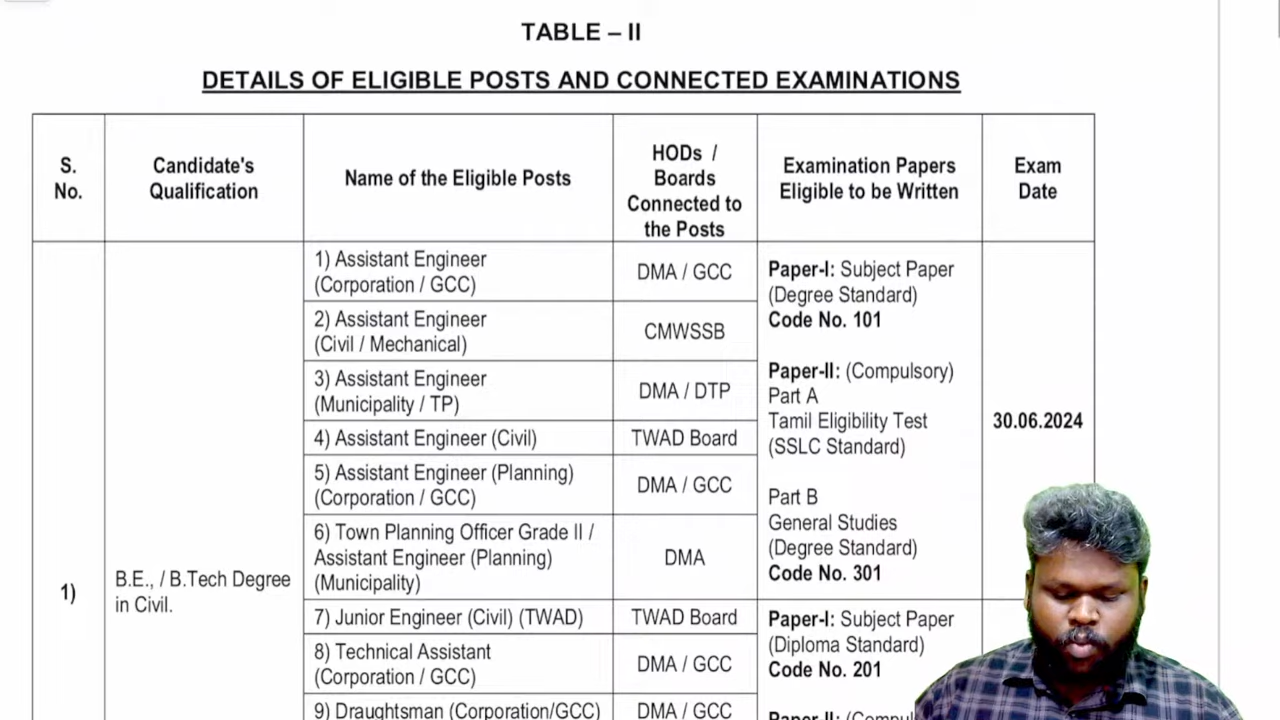 TABLE – II
DETAILS OF ELIGIBLE POSTS AND CONNECTED EXAMINATIONS
S. No.
Candidate's Qualification
Name of the Eligible Posts
HODs / Boards Connected to the Posts
Examination Papers Eligible to be Written
Exam Date
1)
B.E., / B.Tech Degree
in Civil.
1) Assistant Engineer
(Corporation / GCC)
DMA / GCC
2) Assistant Engineer
(Civil / Mechanical)
CMWSSB
3) Assistant Engineer
(Municipality / TP)
DMA / DTP
4) Assistant Engineer (Civil)
TWAD Board
5) Assistant Engineer (Planning)
(Corporation / GCC)
DMA / GCC
6) Town Planning Officer Grade II /
Assistant Engineer (Planning)
(Municipality)
DMA
7) Junior Engineer (Civil) (TWAD)
TWAD Board
8) Technical Assistant
(Corporation / GCC)
DMA / GCC
9) Draughtsman (Corporation/GCC)
DMA / GCC
Paper-I: Subject Paper
(Degree Standard)
Code No. 101
Paper-II: (Compulsory)
Part A
Tamil Eligibility Test
(SSLC Standard)
Part B
General Studies
(Degree Standard)
Code No. 301
30.06.2024
Paper-I: Subject Paper
(Diploma Standard)
Code No. 201
Paper-II: